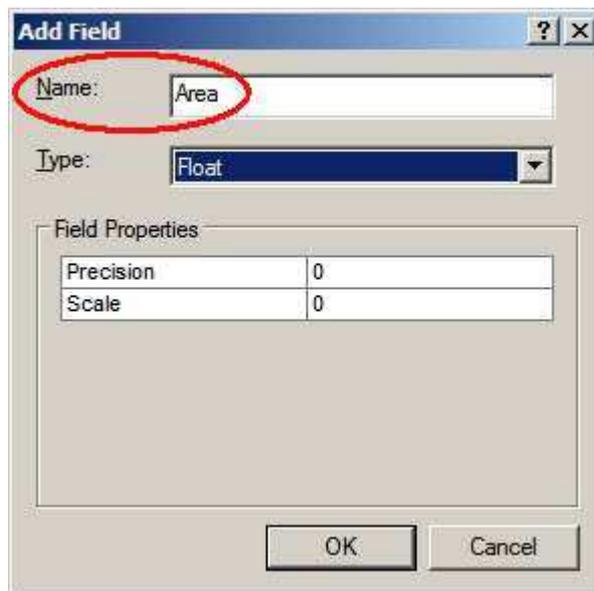 Add Field
Name: Area
Type: Float
Field Properties
Precision 0
Scale 0
OK Cancel